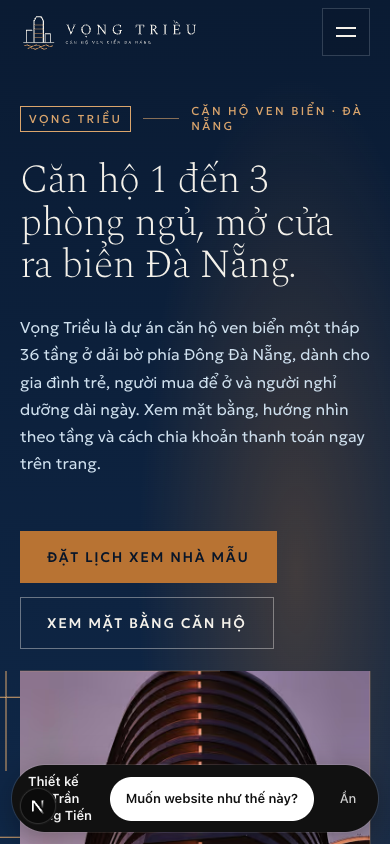 VỌNG TRIỀU
CĂN HỘ VEN BIỂN ĐÀ NẴNG
VỌNG TRIỀU
CĂN HỘ VEN BIỂN · ĐÀ
NẴNG
Căn hộ 1 đến 3
phòng ngủ, mở cửa
ra biển Đà Nẵng.
Vọng Triều là dự án căn hộ ven biển một tháp
36 tầng ở dải bờ phía Đông Đà Nẵng, dành cho
gia đình trẻ, người mua để ở và người nghỉ
dưỡng dài ngày. Xem mặt bằng, hướng nhìn
theo tầng và cách chia khoản thanh toán ngay
trên trang.
ĐẶT LỊCH XEM NHÀ MẪU
XEM MẶT BẰNG CĂN HỘ
Thiết kế
Trần
Tiến
N
Muốn website như thế này?
Ẩn